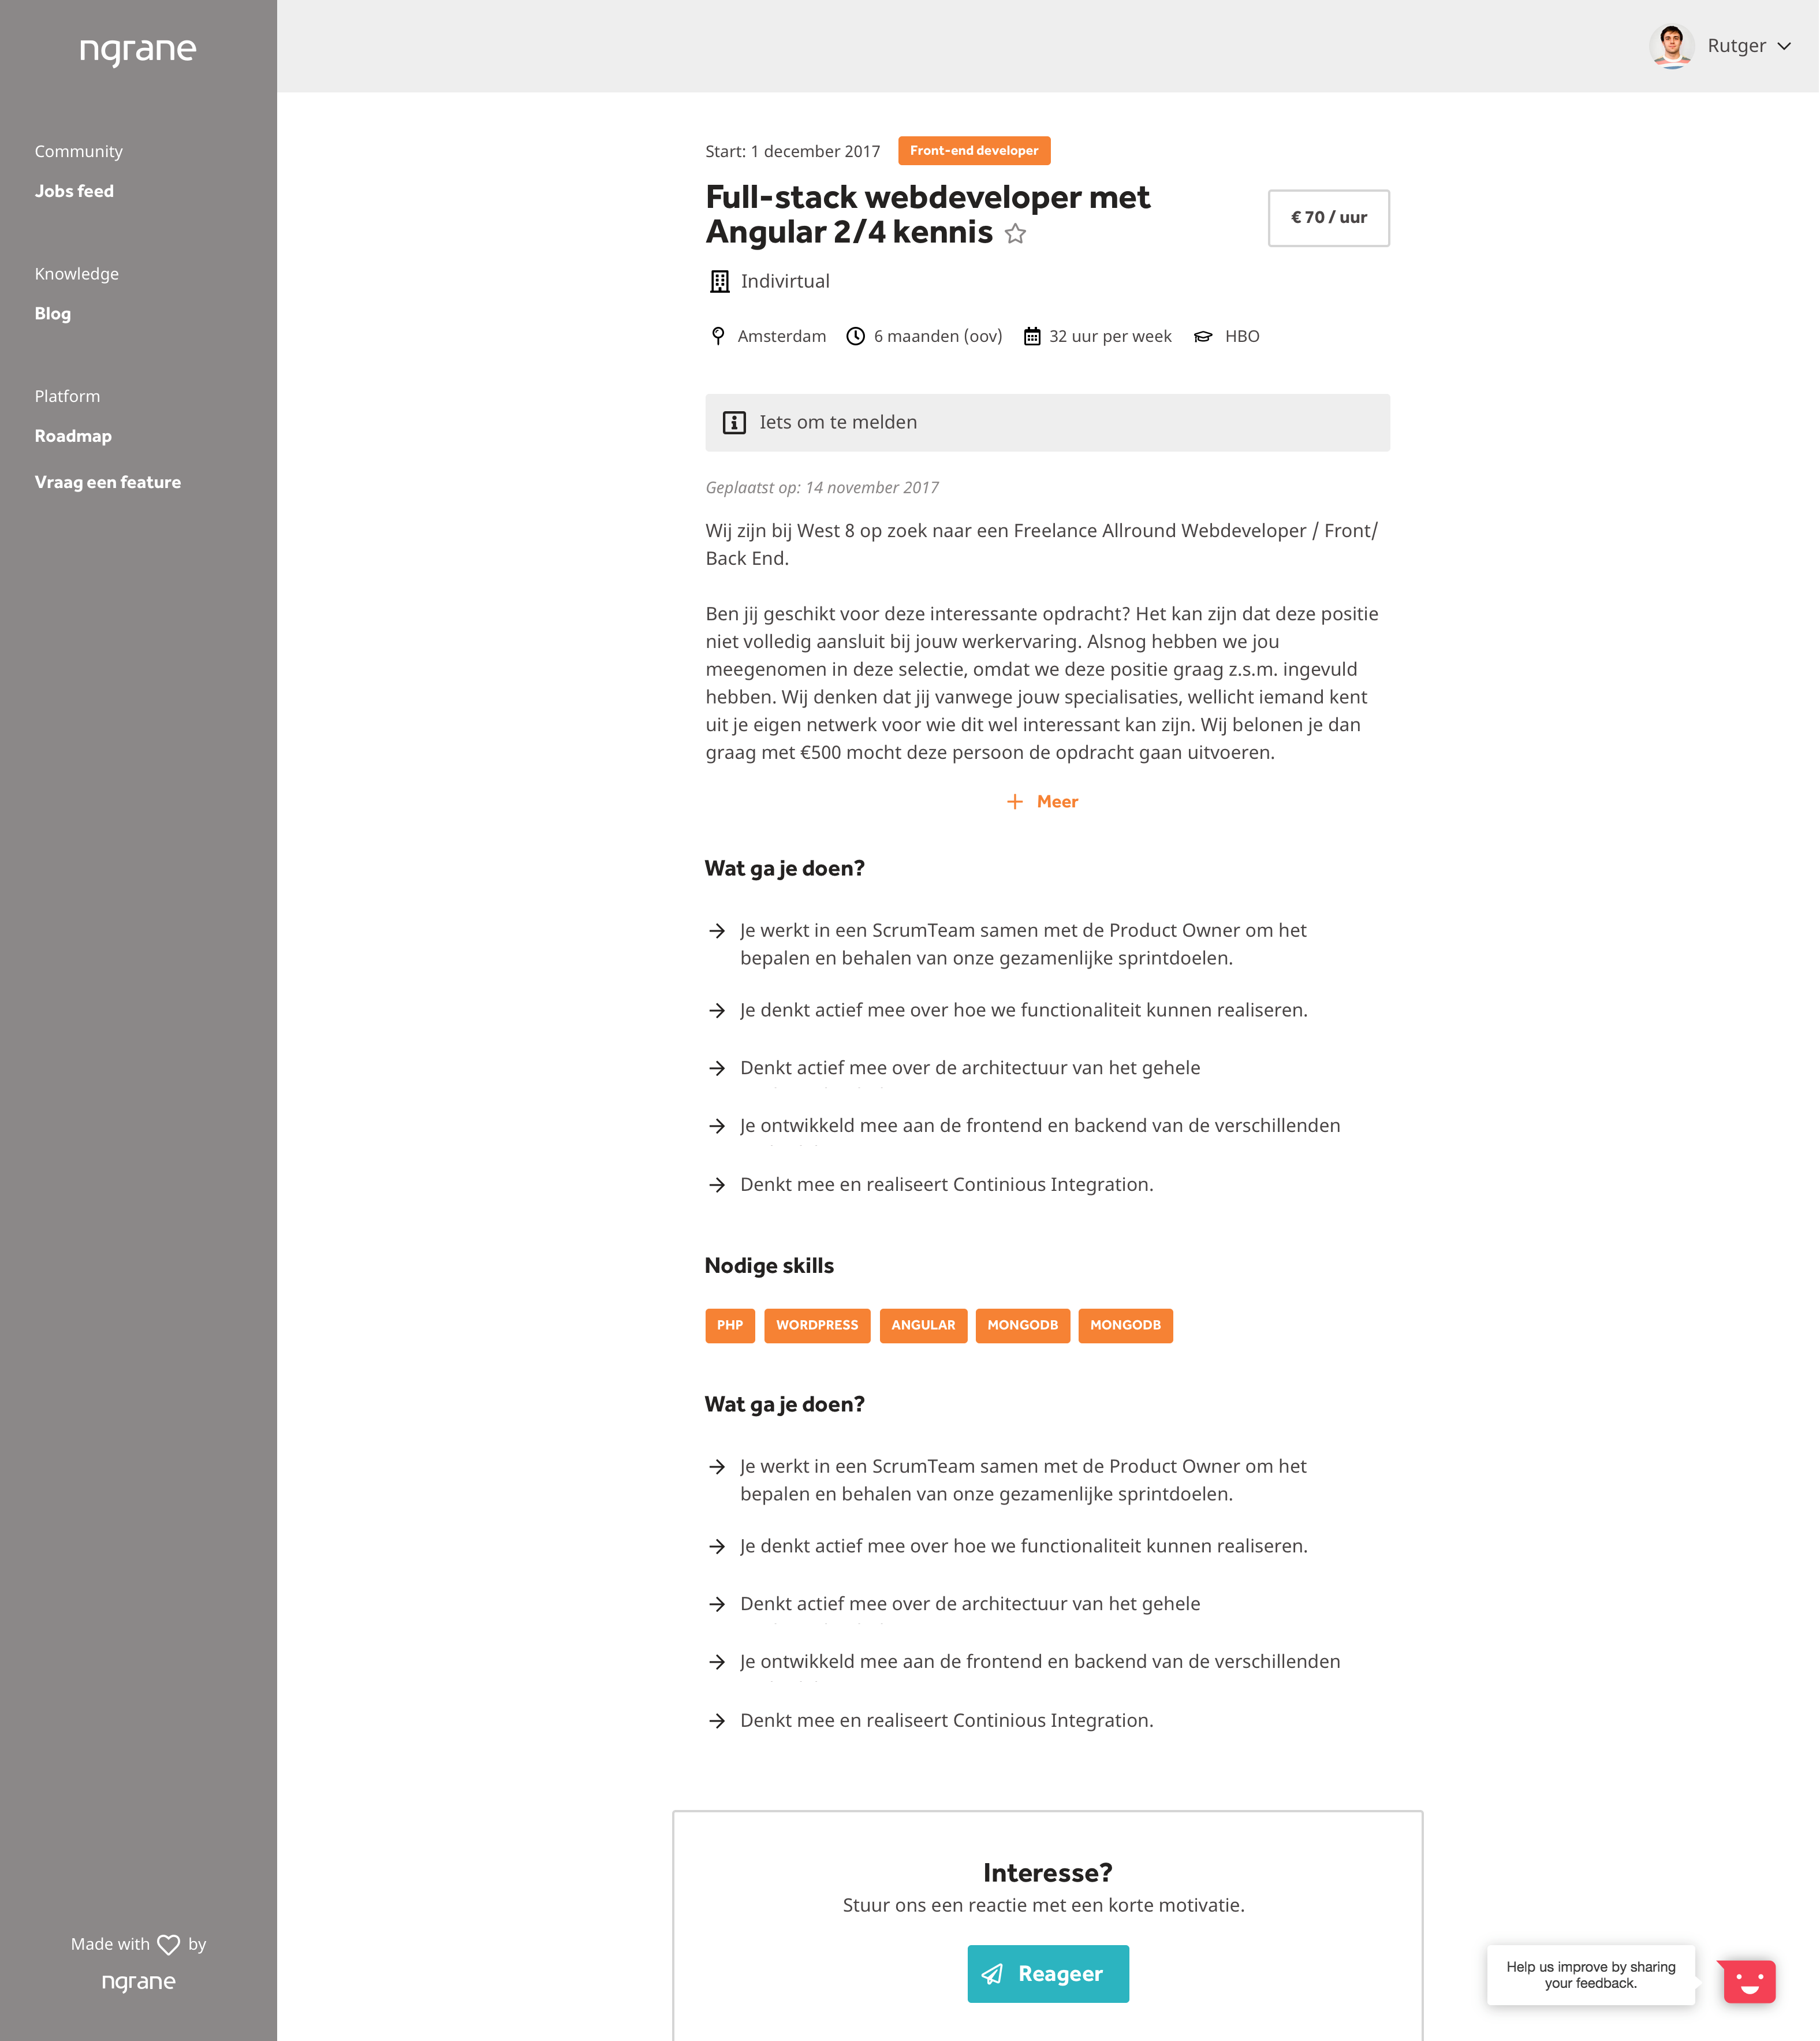 ngrane
Rutger
Community
Jobs feed
Knowledge
Blog
Platform
Roadmap
Vraag een feature
Start: 1 december 2017 Front-end developer
Full-stack webdeveloper met
Angular 2/4 kennis
€ 70 / uur
Indivirtual
Amsterdam 6 maanden (oov) 32 uur per week HBO
Iets om te melden
Geplaatst op: 14 november 2017
Wij zijn bij West 8 op zoek naar een Freelance Allround Webdeveloper / Front/
Back End.
Ben jij geschikt voor deze interessante opdracht? Het kan zijn dat deze positie
niet volledig aansluit bij jouw werkervaring. Alsnog hebben we jou
meegenomen in deze selectie, omdat we deze positie graag z.s.m. ingevuld
hebben. Wij denken dat jij vanwege jouw specialisaties, wellicht iemand kent
uit je eigen netwerk voor wie dit wel interessant kan zijn. Wij belonen je dan
graag met €500 mocht deze persoon de opdracht gaan uitvoeren.
Meer
Wat ga je doen?
Je werkt in een ScrumTeam samen met de Product Owner om het
bepalen en behalen van onze gezamenlijke sprintdoelen.
Je denkt actief mee over hoe we functionaliteit kunnen realiseren.
Denkt actief mee over de architectuur van het gehele
Je ontwikkeld mee aan de frontend en backend van de verschillenden
Denkt mee en realiseert Continious Integration.
Nodige skills
PHP WORDPRESS ANGULAR MONGODB MONGODB
Wat ga je doen?
Je werkt in een ScrumTeam samen met de Product Owner om het
bepalen en behalen van onze gezamenlijke sprintdoelen.
Je denkt actief mee over hoe we functionaliteit kunnen realiseren.
Denkt actief mee over de architectuur van het gehele
Je ontwikkeld mee aan de frontend en backend van de verschillenden
Denkt mee en realiseert Continious Integration.
Interesse?
Stuur ons een reactie met een korte motivatie.
Reageer
Made with by
ngrane
Help us improve by sharing
your feedback.